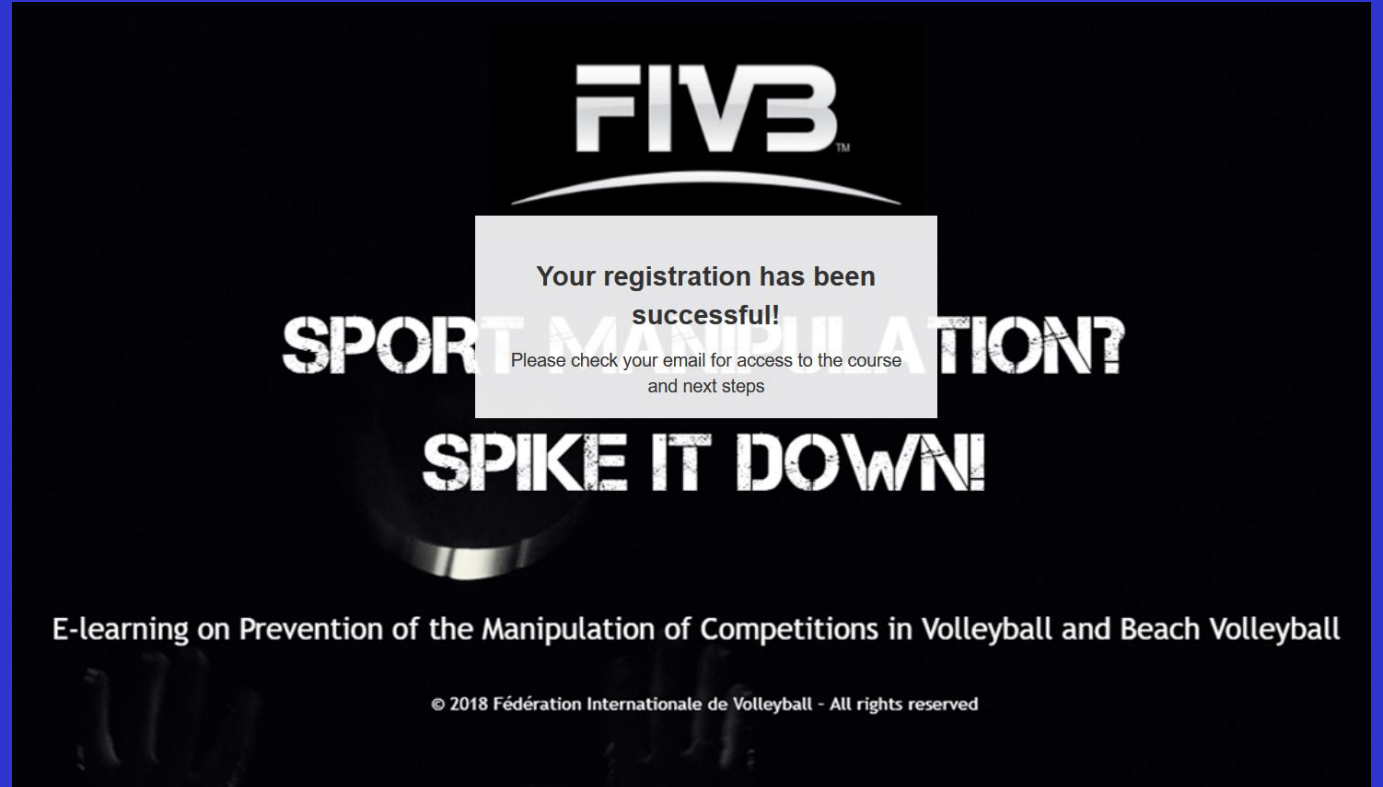 FIVB™
Your registration has been
successful!
SPORT MANIPULATION?
Please check your email for access to the course
and next steps
SPIKE IT DOWN!
E-learning on Prevention of the Manipulation of Competitions in Volleyball and Beach Volleyball
© 2018 Fédération Internationale de Volleyball - All rights reserved